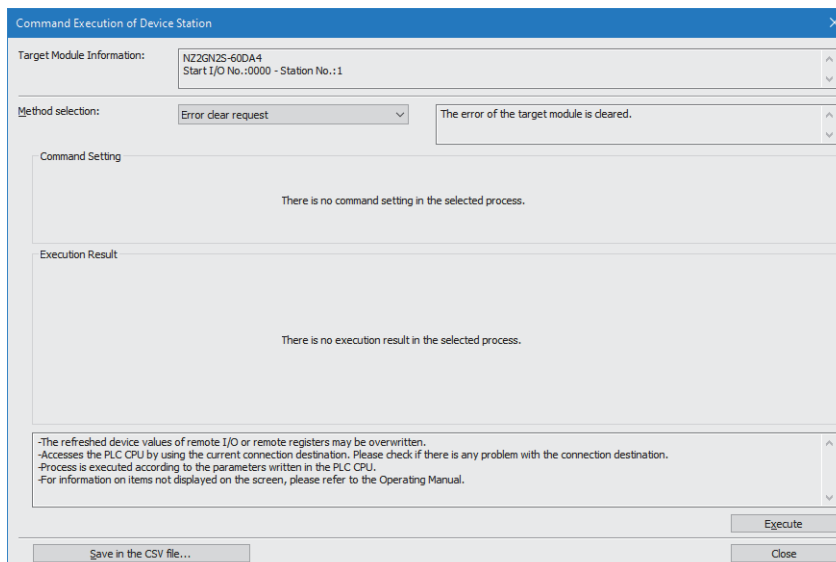 Command Execution of Device Station
Target Module Information:
NZ2GN2S-60DA4
Start I/O No.:0000 - Station No.:1
Method selection:
Error clear request
The error of the target module is cleared.
Command Setting
There is no command setting in the selected process.
Execution Result
There is no execution result in the selected process.
-The refreshed device values of remote I/O or remote registers may be overwritten.
-Accesses the PLC CPU by using the current connection destination. Please check if there is any problem with the connection destination.
-Process is executed according to the parameters written in the PLC CPU.
-For information on items not displayed on the screen, please refer to the Operating Manual.
Execute
Save in the CSV file...
Close